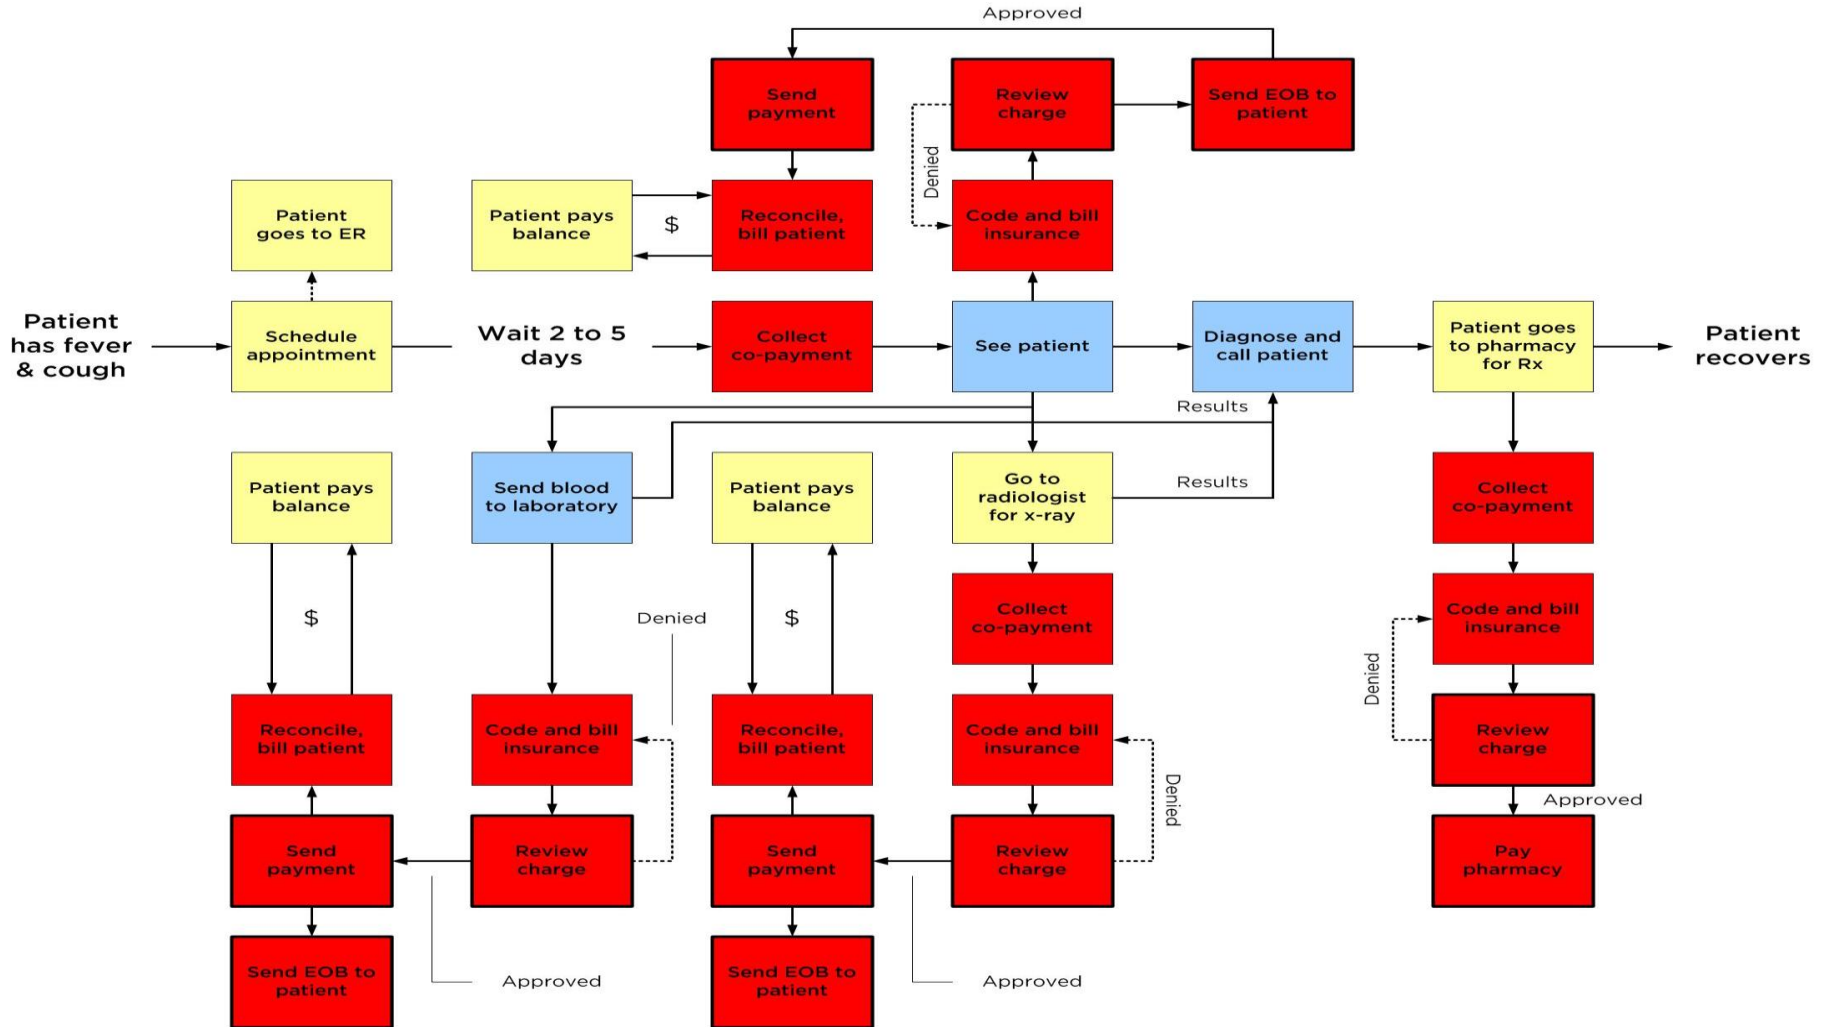 Approved
Send
payment
Review
charge
Send EOB to
patient
Denied
Patient
goes to ER
Patient pays
balance
$
Reconcile,
bill patient
Code and bill
insurance
Patient
has fever
& cough
Schedule
appointment
Wait 2 to 5
days
Collect
co-payment
See patient
Diagnose and
call patient
Patient goes
to pharmacy
for Rx
Patient
recovers
Results
Patient pays
balance
Send blood
to laboratory
Patient pays
balance
Go to
radiologist
for x-ray
Results
Collect
co-payment
$
Denied
$
Collect
co-payment
Code and bill
insurance
Denied
Reconcile,
bill patient
Code and bill
insurance
Reconcile,
bill patient
Code and bill
insurance
Denied
Review
charge
Approved
Send
payment
Review
charge
Send
payment
Review
charge
Pay
pharmacy
Send EOB to
patient
Approved
Send EOB to
patient
Approved